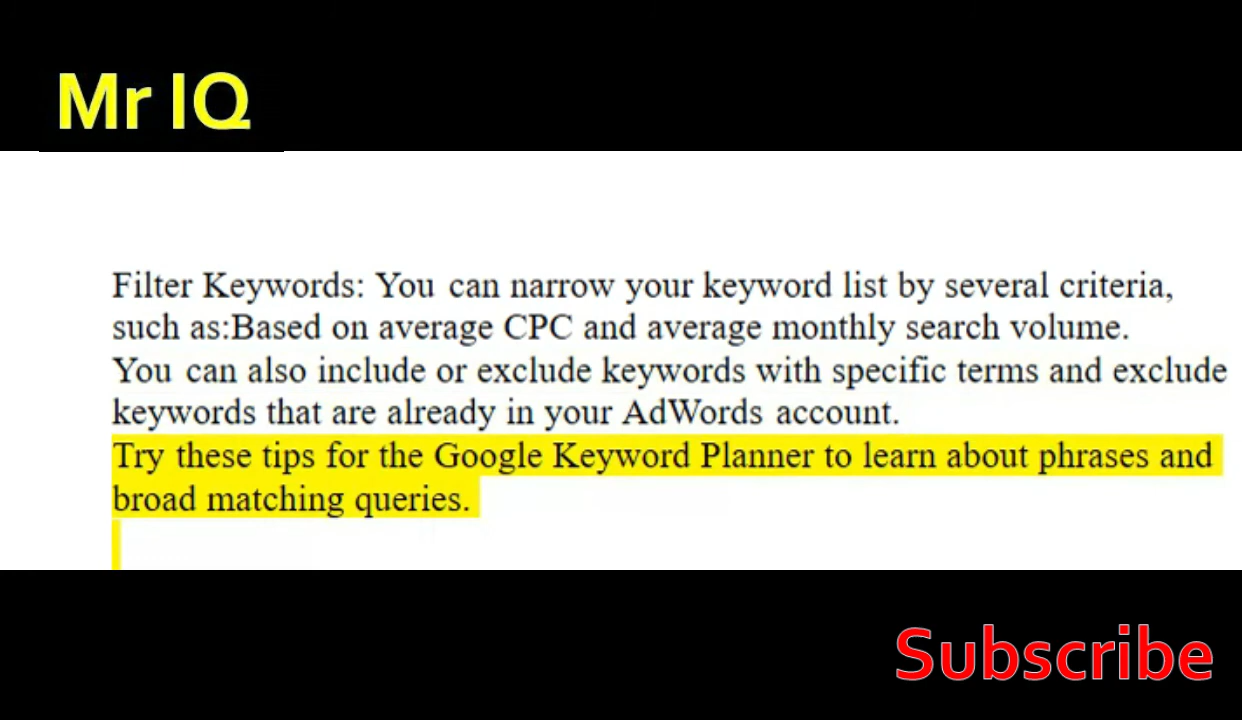 Mr IQ
Filter Keywords: You can narrow your keyword list by several criteria,
such as:Based on average CPC and average monthly search volume.
You can also include or exclude keywords with specific terms and exclude
keywords that are already in your AdWords account.
Try these tips for the Google Keyword Planner to learn about phrases and
broad matching queries.
Subscribe